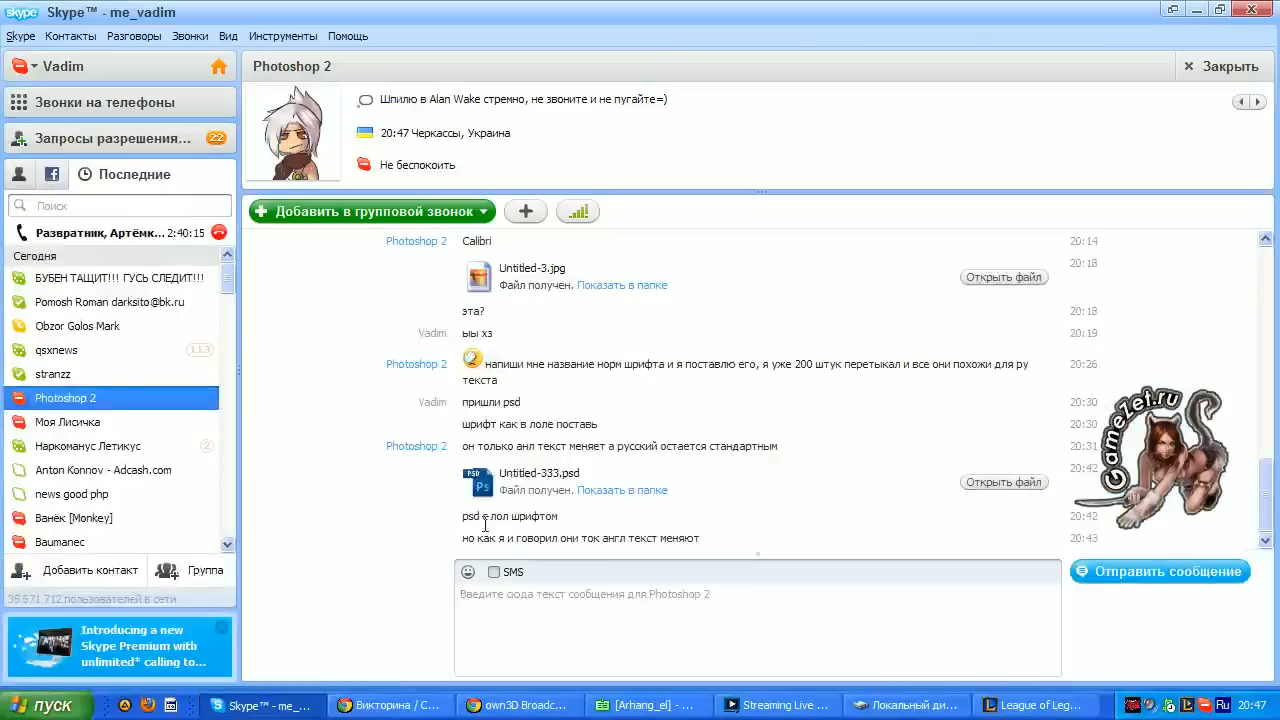 Skype™ - me_vadim
Skype Контакты Разговоры Звонки Вид Инструменты Помощь
Vadim
Звонки на телефоны
Запросы разрешения... 22
Последние
Поиск
Развратник, Артёмк... 2:40:15
Сегодня
БУБЕН ТАЩИТ!!! ГУСЬ СЛЕДИТ!!!
Pomosh Roman darksito@bk.ru
Obzor Golos Mark
qsxnews 113
stranzz
Photoshop 2
Моя Лисичка
Наркоманус Летикус 2
Anton Konnov - Adcash.com
news good php
Ванёк [Monkey]
Baumanec
Добавить контакт Группа
35 571 712 пользователей в сети
Introducing a new
Skype Premium with
unlimited* calling to...
Photoshop 2 Закрыть
Шпилю в Alan Wake стремно, не звоните и не пугайте=)
20:47 Черкассы, Украина
Не беспокоить
Добавить в групповой звонок
Photoshop 2 Calibri 20:14
Untitled-3.jpg 20:18
Файл получен. Показать в папке Открыть файл
эта? 20:18
Vadim ыы хз 20:19
Photoshop 2 напиши мне название норм шрифта и я поставлю его, я уже 200 штук перетыкал и все они похожи для ру 20:26
текста
Vadim пришли psd 20:30
шрифт как в лоле поставь 20:30
Photoshop 2 он только анл текст меняет а русский остается стандартным 20:31
Untitled-333.psd 20:42
PSD Ps
Файл получен. Показать в папке Открыть файл
psd с лол шрифтом 20:42
но как я и говорил они ток англ текст меняют 20:43
GameZet.ru
SMS
Введите сюда текст сообщения для Photoshop 2
Отправить сообщение
пуск Skype™ - me_... Викторина / С... own3D Broadc... [Arhang_el] - ... Streaming Live ... Локальный ди... League of Leg... Ru 20:47